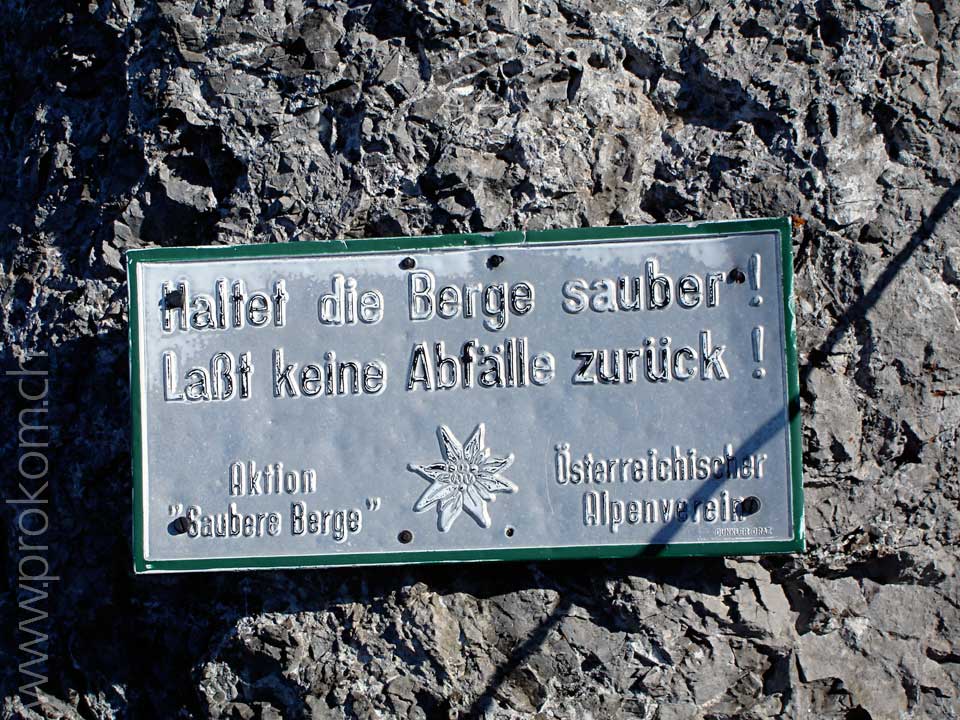 Haltet die Berge sauber !
Laßt keine Abfälle zurück !
Aktion
"Saubere Berge"
Österreichischer
Alpenverein
www.prokom.ch